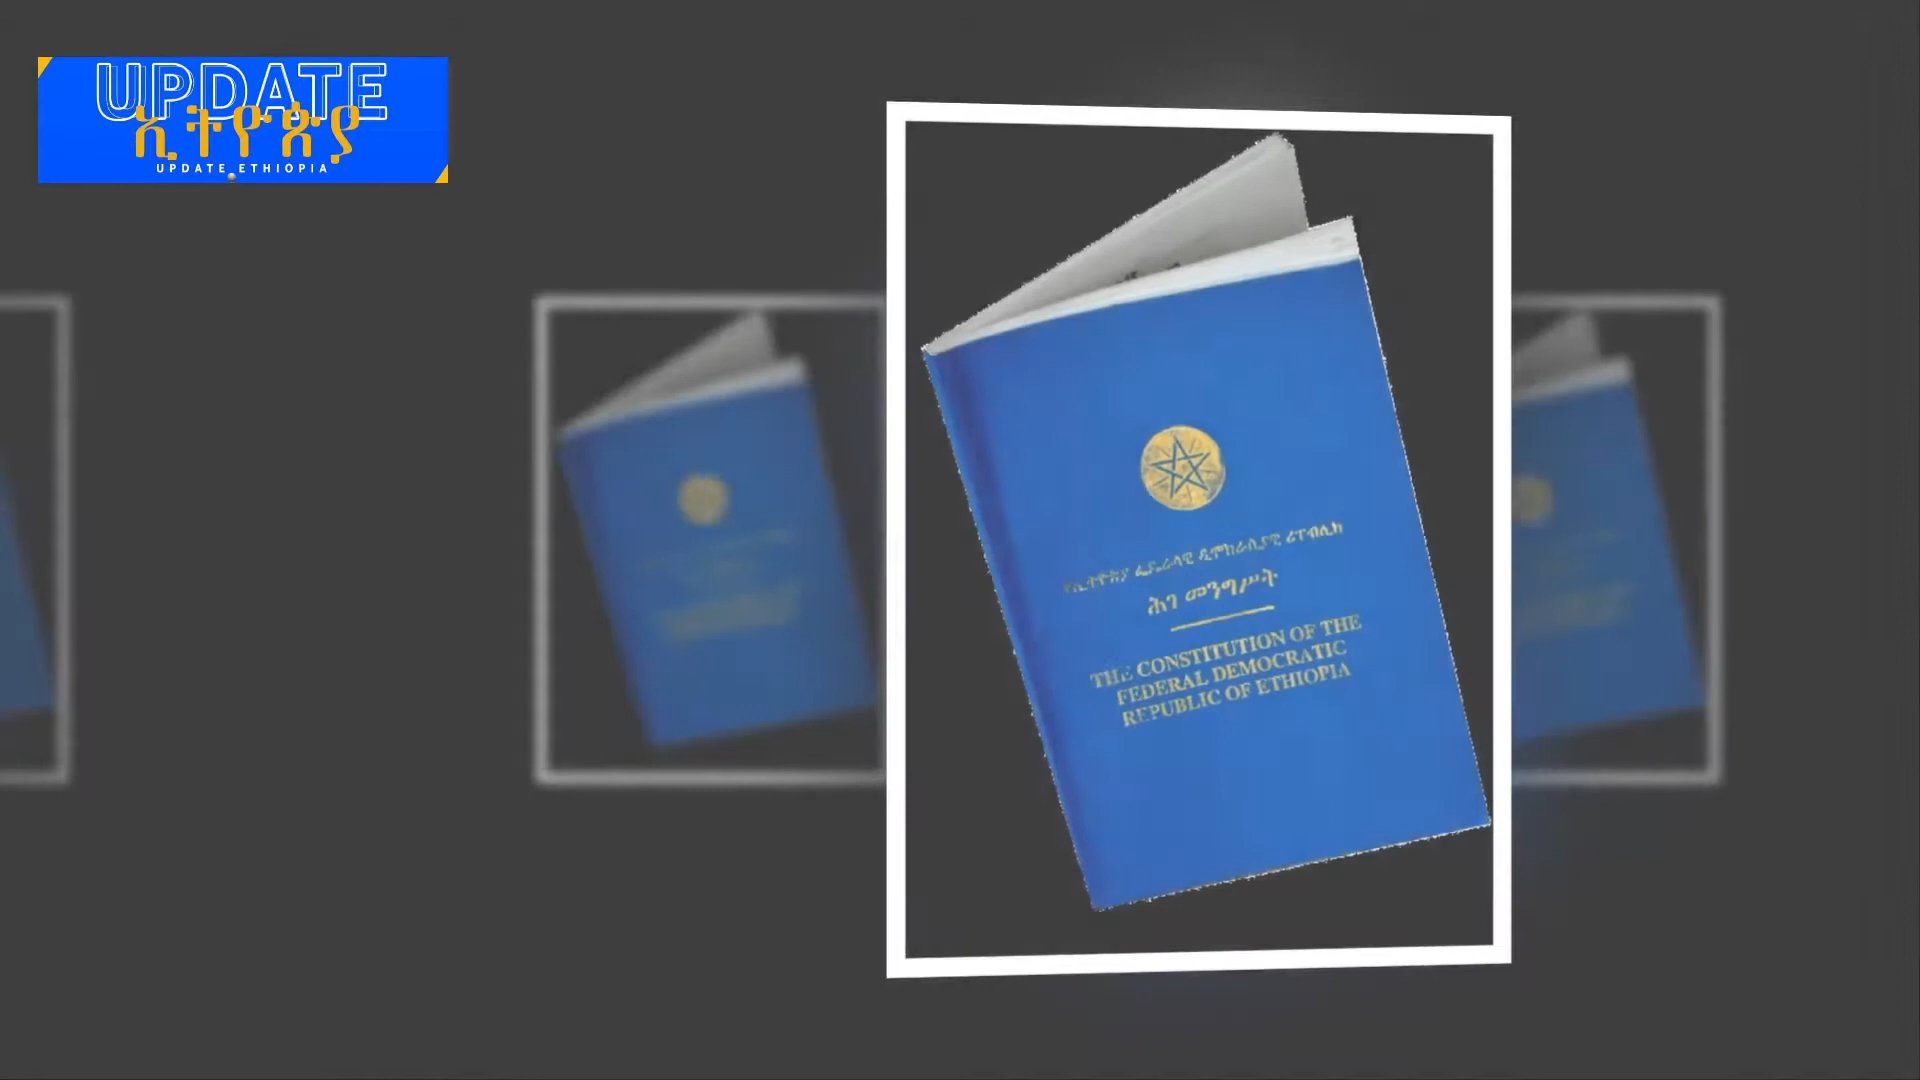 UPDATE
ኢትዮጵያ
UPDATE ETHIOPIA
የኢትዮጵያ ፌዴራላዊ ዲሞክራሲያዊ ሪፐብሊክ
ሕገ መንግሥት
THE CONSTITUTION OF THE
FEDERAL DEMOCRATIC
REPUBLIC OF ETHIOPIA